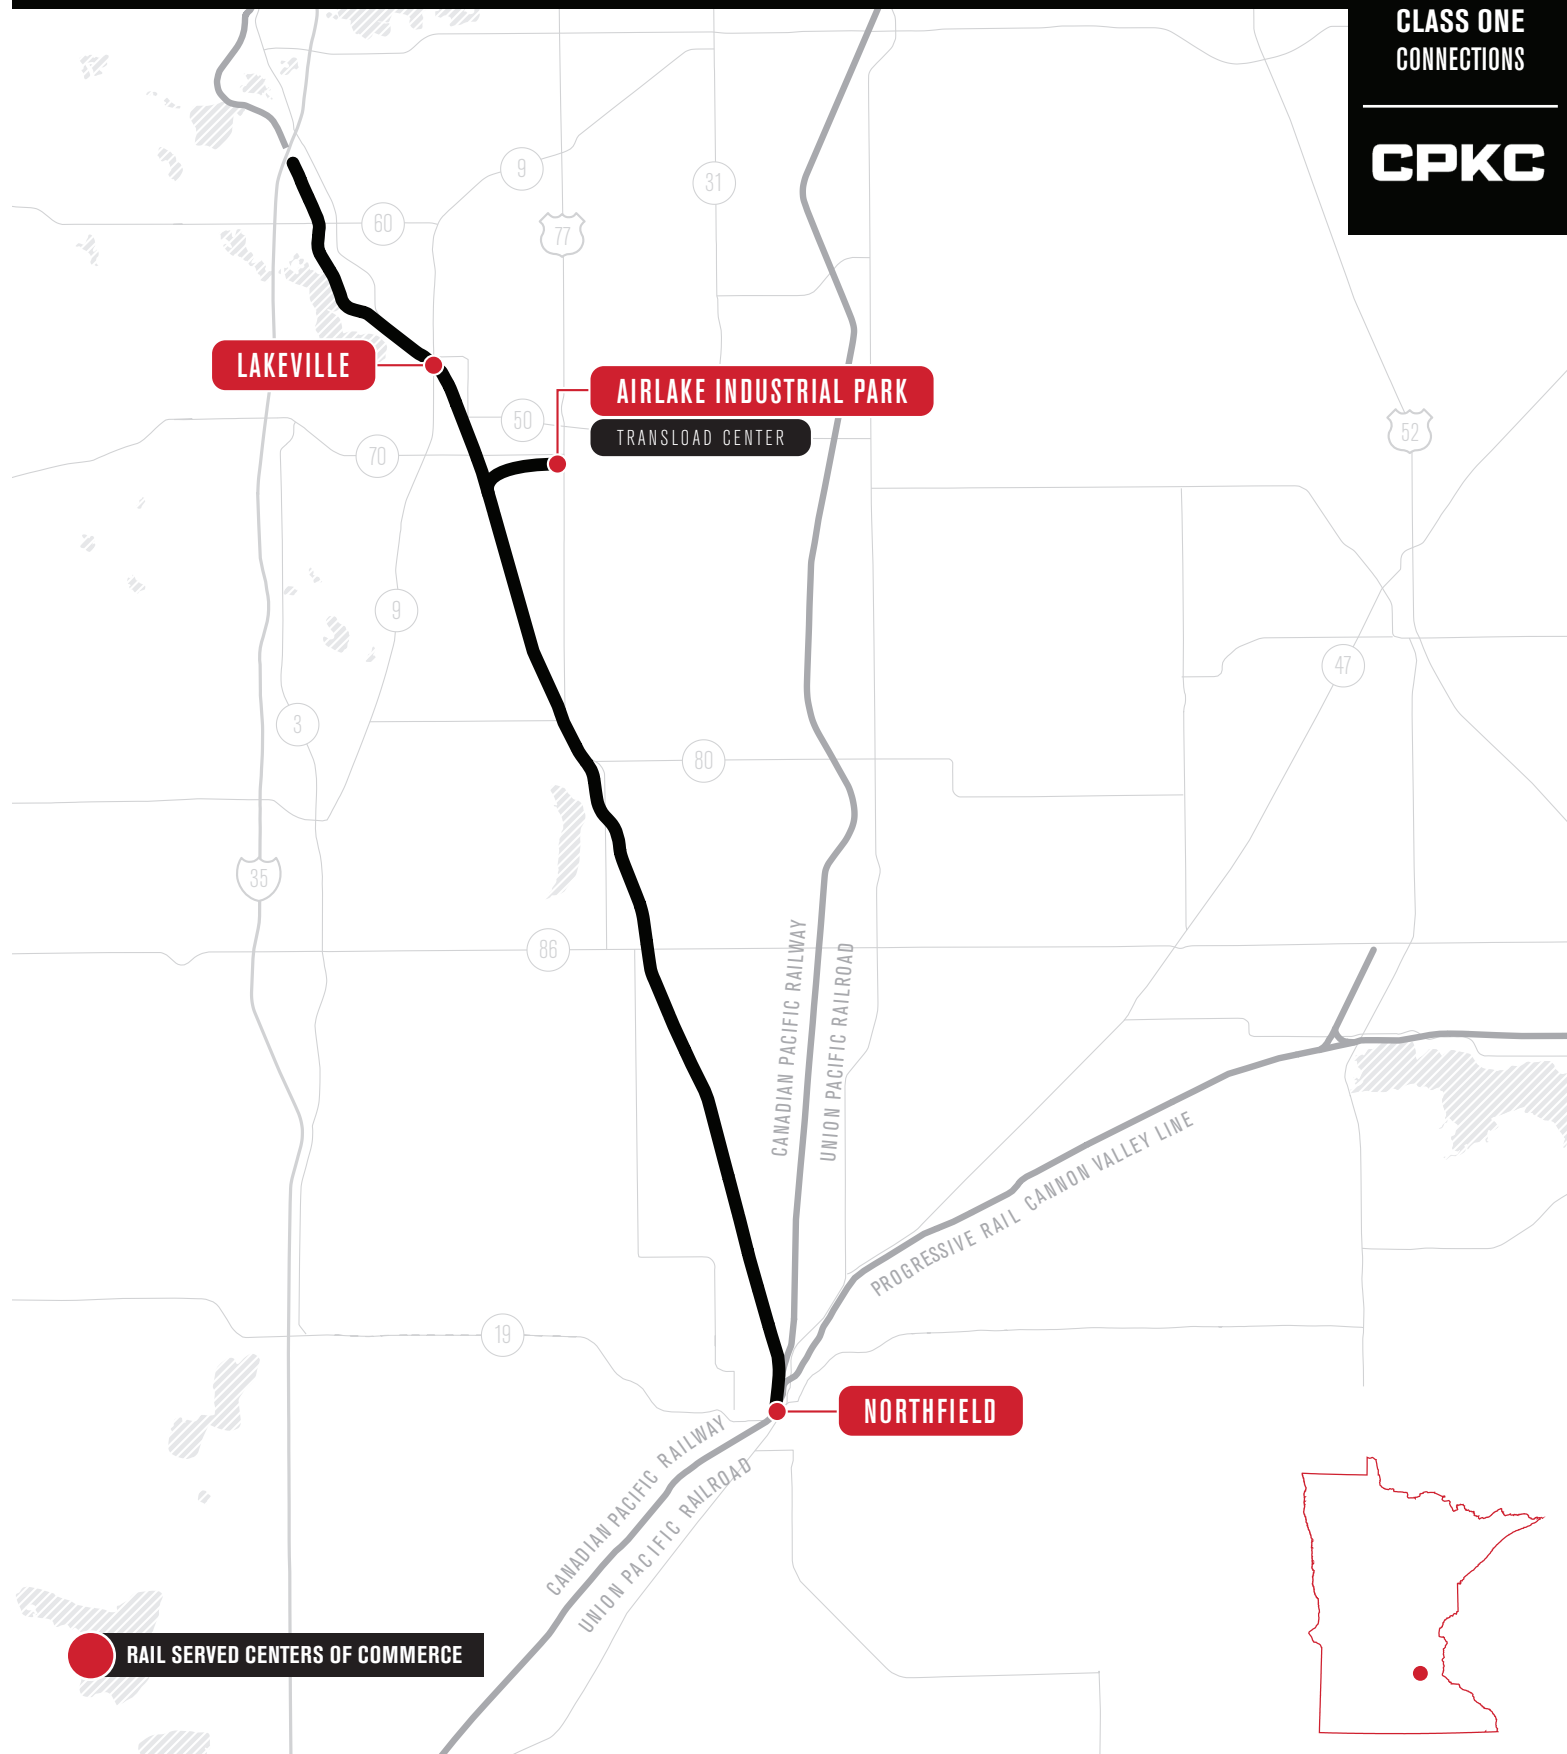 CLASS ONE
CONNECTIONS
CPKC
9
31
60
77
LAKEVILLE
AIRLAKE INDUSTRIAL PARK
50
TRANSLOAD CENTER
52
70
9
47
3
80
35
86
CANADIAN PACIFIC RAILWAY
UNION PACIFIC RAILROAD
PROGRESSIVE RAIL CANNON VALLEY LINE
19
NORTHFIELD
CANADIAN PACIFIC RAILWAY
UNION PACIFIC RAILROAD
RAIL SERVED CENTERS OF COMMERCE